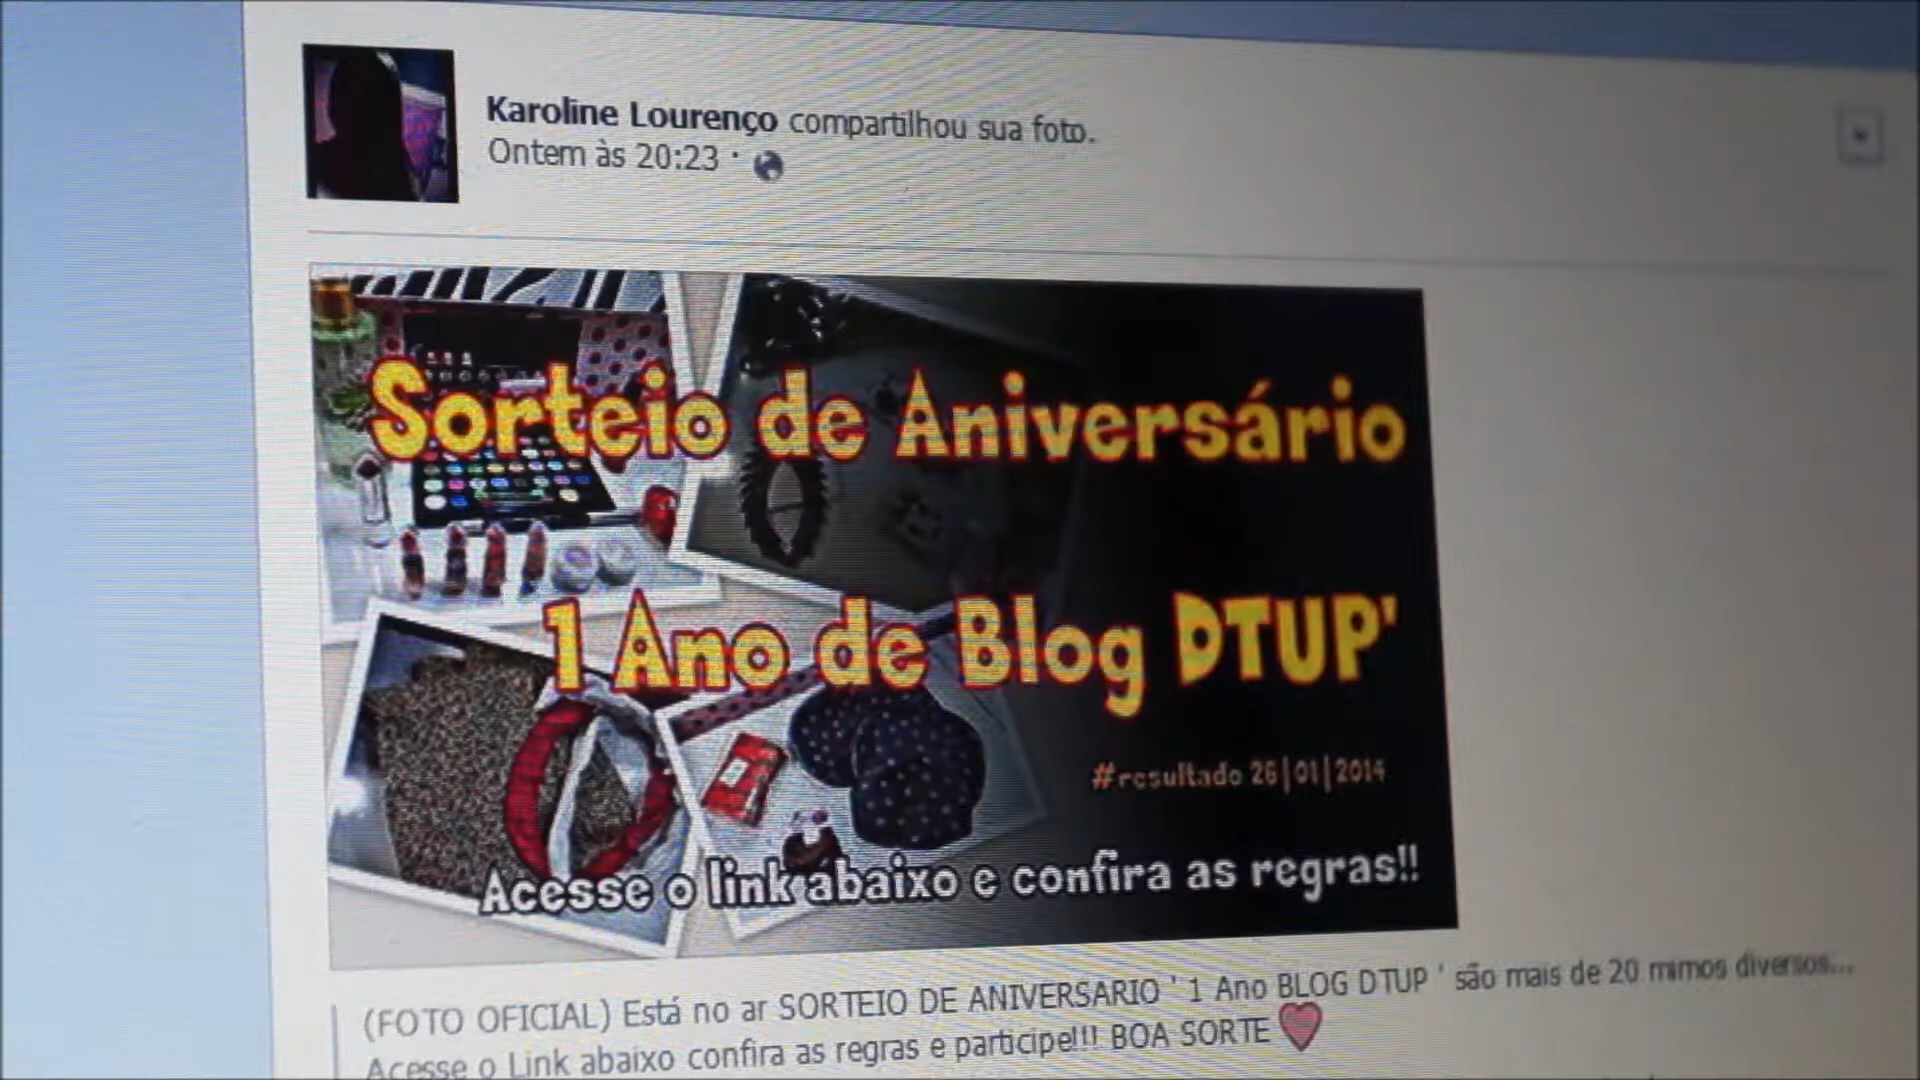 Karoline Lourenço compartilhou sua foto.
Ontem às 20:23 ·
Sorteio de Aniversário
1 Ano de Blog DTUP'
#resultado 26|01|2014
Acesse o link abaixo e confira as regras!!
(FOTO OFICIAL) Está no ar SORTEIO DE ANIVERSARIO ' 1 Ano BLOG DTUP ' são mais de 20 mimos diversos...
Acesse o Link abaixo confira as regras e participe!!! BOA SORTE